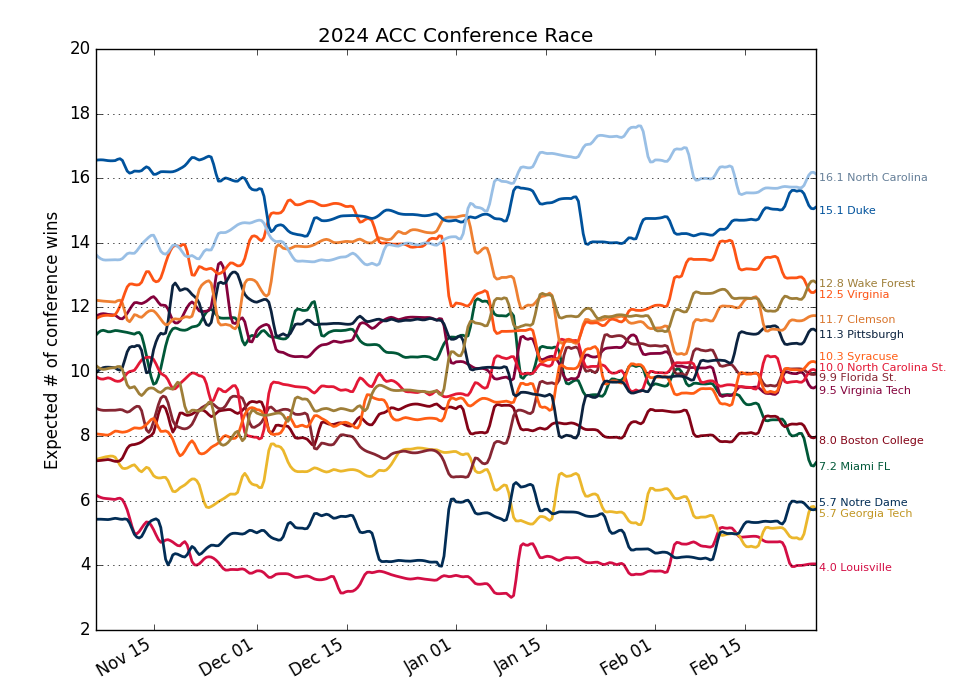 2024 ACC Conference Race
Expected # of conference wins
20
18
16
14
12
10
8
6
4
2
Nov 15
Dec 01
Dec 15
Jan 01
Jan 15
Feb 01
Feb 15
16.1 North Carolina
15.1 Duke
12.8 Wake Forest
12.5 Virginia
11.7 Clemson
11.3 Pittsburgh
10.3 Syracuse
10.0 North Carolina St.
9.9 Florida St.
9.5 Virginia Tech
8.0 Boston College
7.2 Miami FL
5.7 Notre Dame
5.7 Georgia Tech
4.0 Louisville